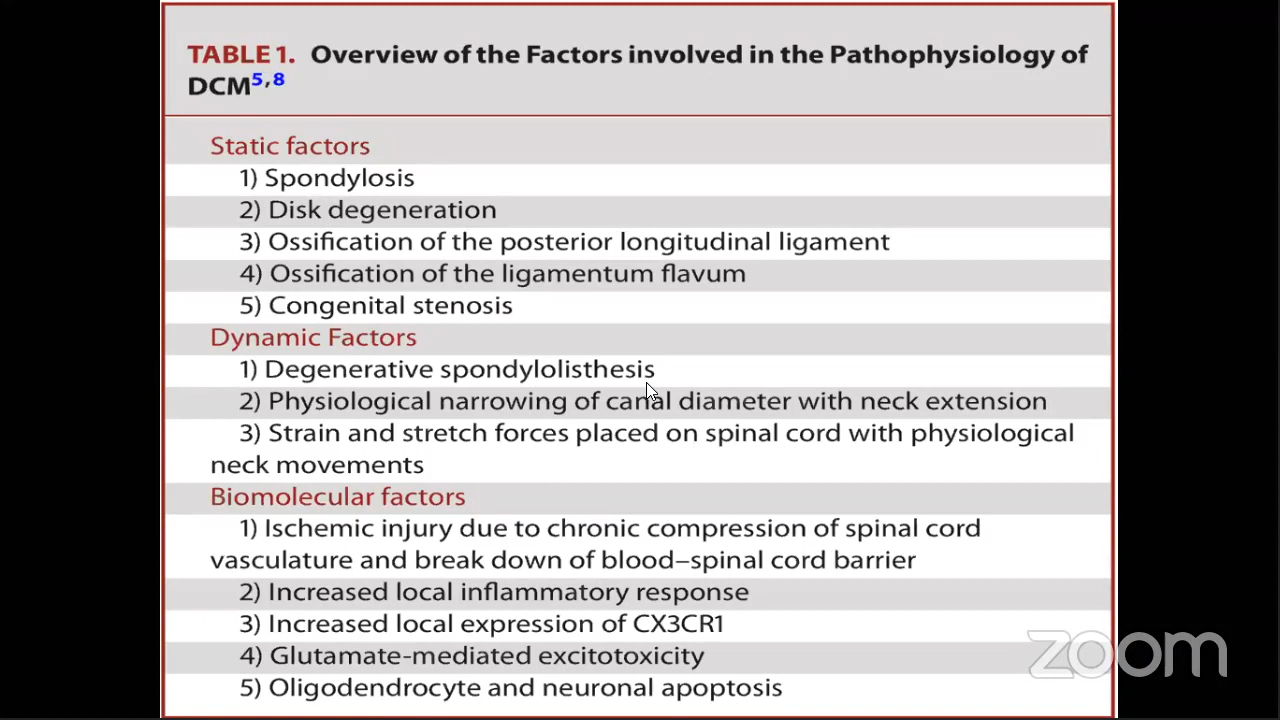 TABLE 1. Overview of the Factors involved in the Pathophysiology of
DCM5,8
Static factors
1) Spondylosis
2) Disk degeneration
3) Ossification of the posterior longitudinal ligament
4) Ossification of the ligamentum flavum
5) Congenital stenosis
Dynamic Factors
1) Degenerative spondylolisthesis
2) Physiological narrowing of canal diameter with neck extension
3) Strain and stretch forces placed on spinal cord with physiological
neck movements
Biomolecular factors
1) Ischemic injury due to chronic compression of spinal cord
vasculature and break down of blood–spinal cord barrier
2) Increased local inflammatory response
3) Increased local expression of CX3CR1
4) Glutamate-mediated excitotoxicity
5) Oligodendrocyte and neuronal apoptosis
zoom